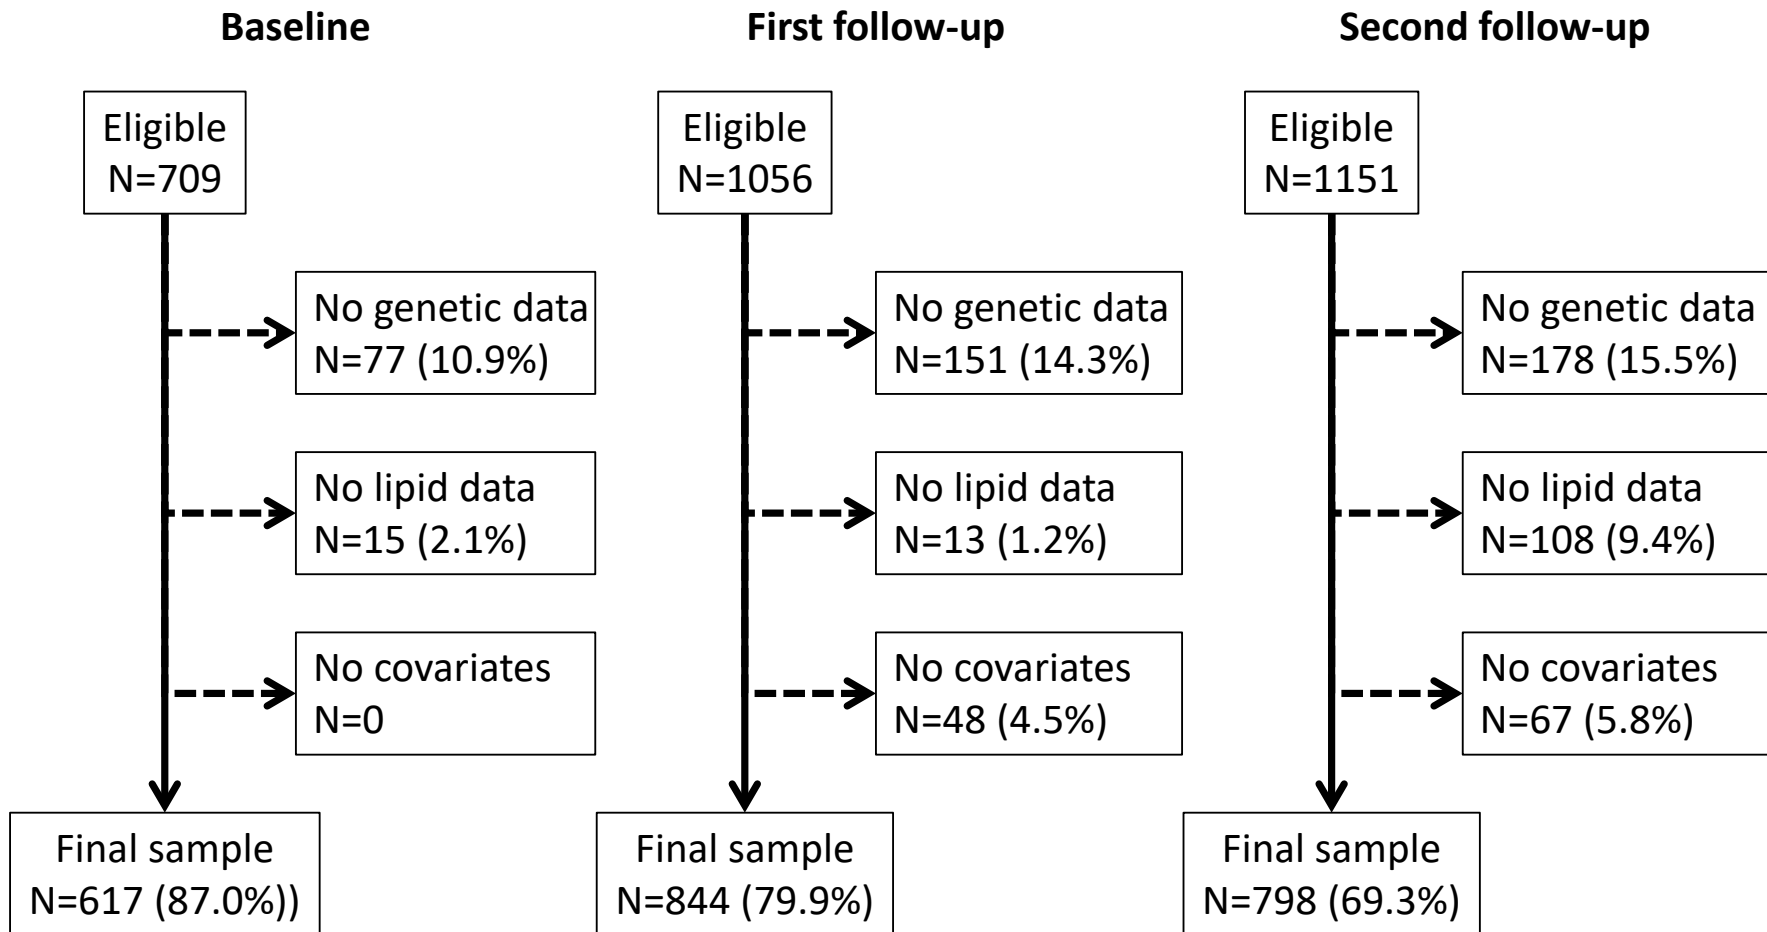 Baseline
First follow-up
Second follow-up
Eligible
N=709
Eligible
N=1056
Eligible
N=1151
No genetic data
N=77 (10.9%)
No genetic data
N=151 (14.3%)
No genetic data
N=178 (15.5%)
No lipid data
N=15 (2.1%)
No lipid data
N=13 (1.2%)
No lipid data
N=108 (9.4%)
No covariates
N=0
No covariates
N=48 (4.5%)
No covariates
N=67 (5.8%)
Final sample
N=617 (87.0%))
Final sample
N=844 (79.9%)
Final sample
N=798 (69.3%)